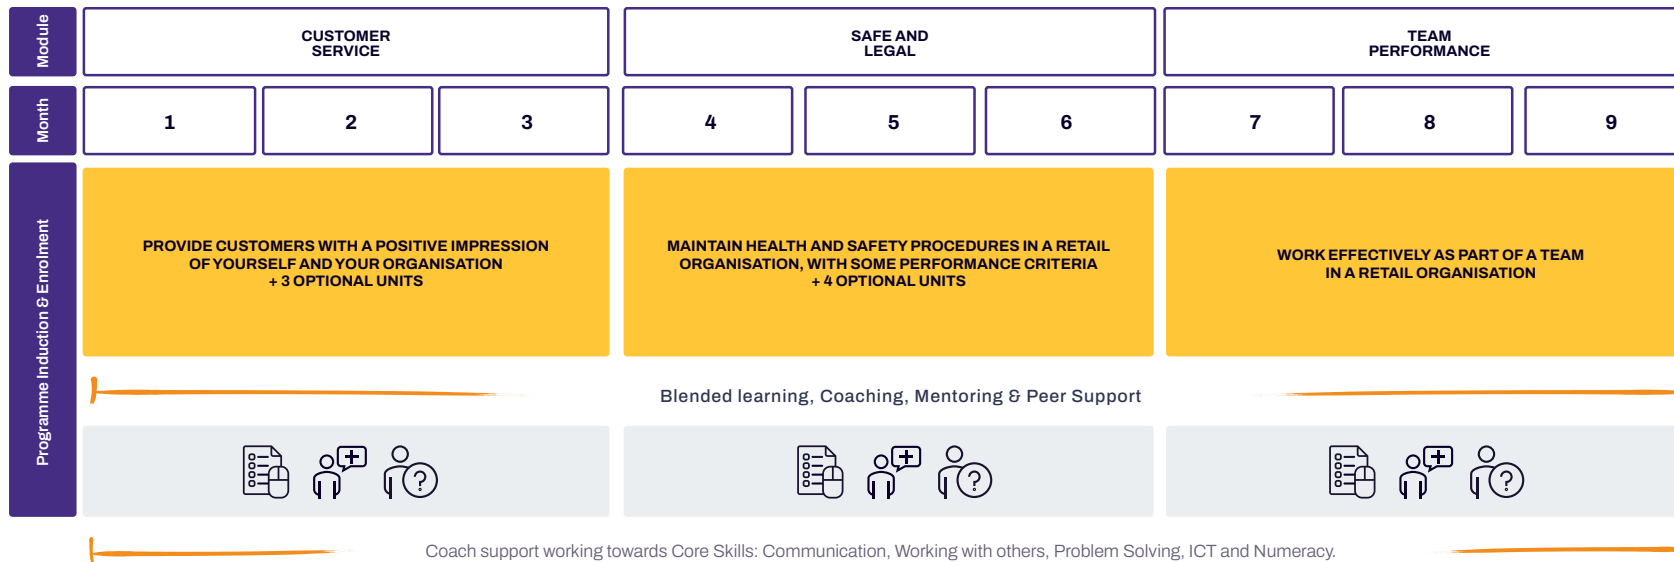 Module
CUSTOMER
SERVICE
SAFE AND
LEGAL
TEAM
PERFORMANCE
Month
1
2
3
4
5
6
7
8
9
Programme Induction & Enrolment
PROVIDE CUSTOMERS WITH A POSITIVE IMPRESSION
OF YOURSELF AND YOUR ORGANISATION
+ 3 OPTIONAL UNITS
MAINTAIN HEALTH AND SAFETY PROCEDURES IN A RETAIL
ORGANISATION, WITH SOME PERFORMANCE CRITERIA
+ 4 OPTIONAL UNITS
WORK EFFECTIVELY AS PART OF A TEAM
IN A RETAIL ORGANISATION
Blended learning, Coaching, Mentoring & Peer Support
?
?
?
Coach support working towards Core Skills: Communication, Working with others, Problem Solving, ICT and Numeracy.